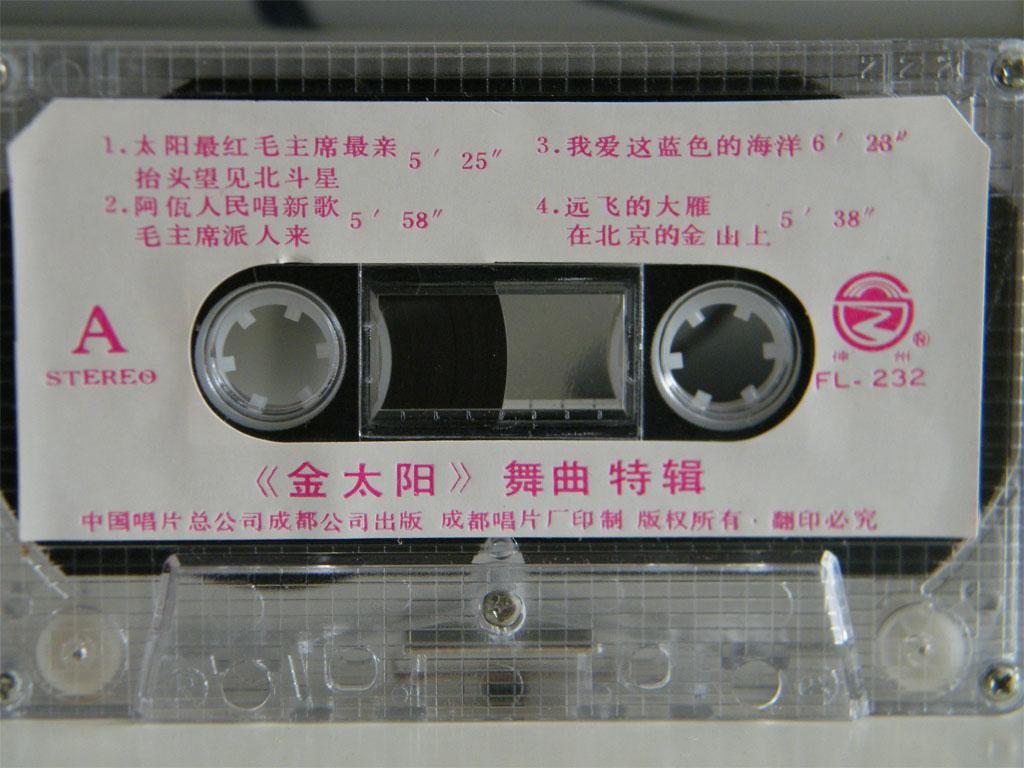 1.太阳最红毛主席最亲 5′25″
抬头望见北斗星
2.阿佤人民唱新歌 5′58″
毛主席派人来
3.我爱这蓝色的海洋 6′28″
4.远飞的大雁 5′38″
在北京的金山上
A
STEREO
神州
®
FL-232
《金太阳》舞曲特辑
中国唱片总公司成都公司出版 成都唱片厂印制 版权所有·翻印必究